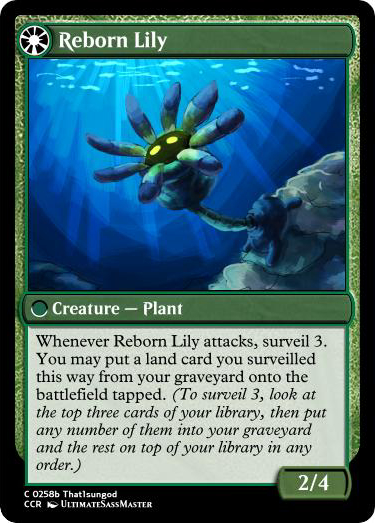 Reborn Lily
Creature — Plant
Whenever Reborn Lily attacks, surveil 3.
You may put a land card you surveilled
this way from your graveyard onto the
battlefield tapped. (To surveil 3, look at
the top three cards of your library, then put
any number of them into your graveyard
and the rest on top of your library in any
order.)
2/4
C 0258b That1sungod
CCR UltimateSassMaster